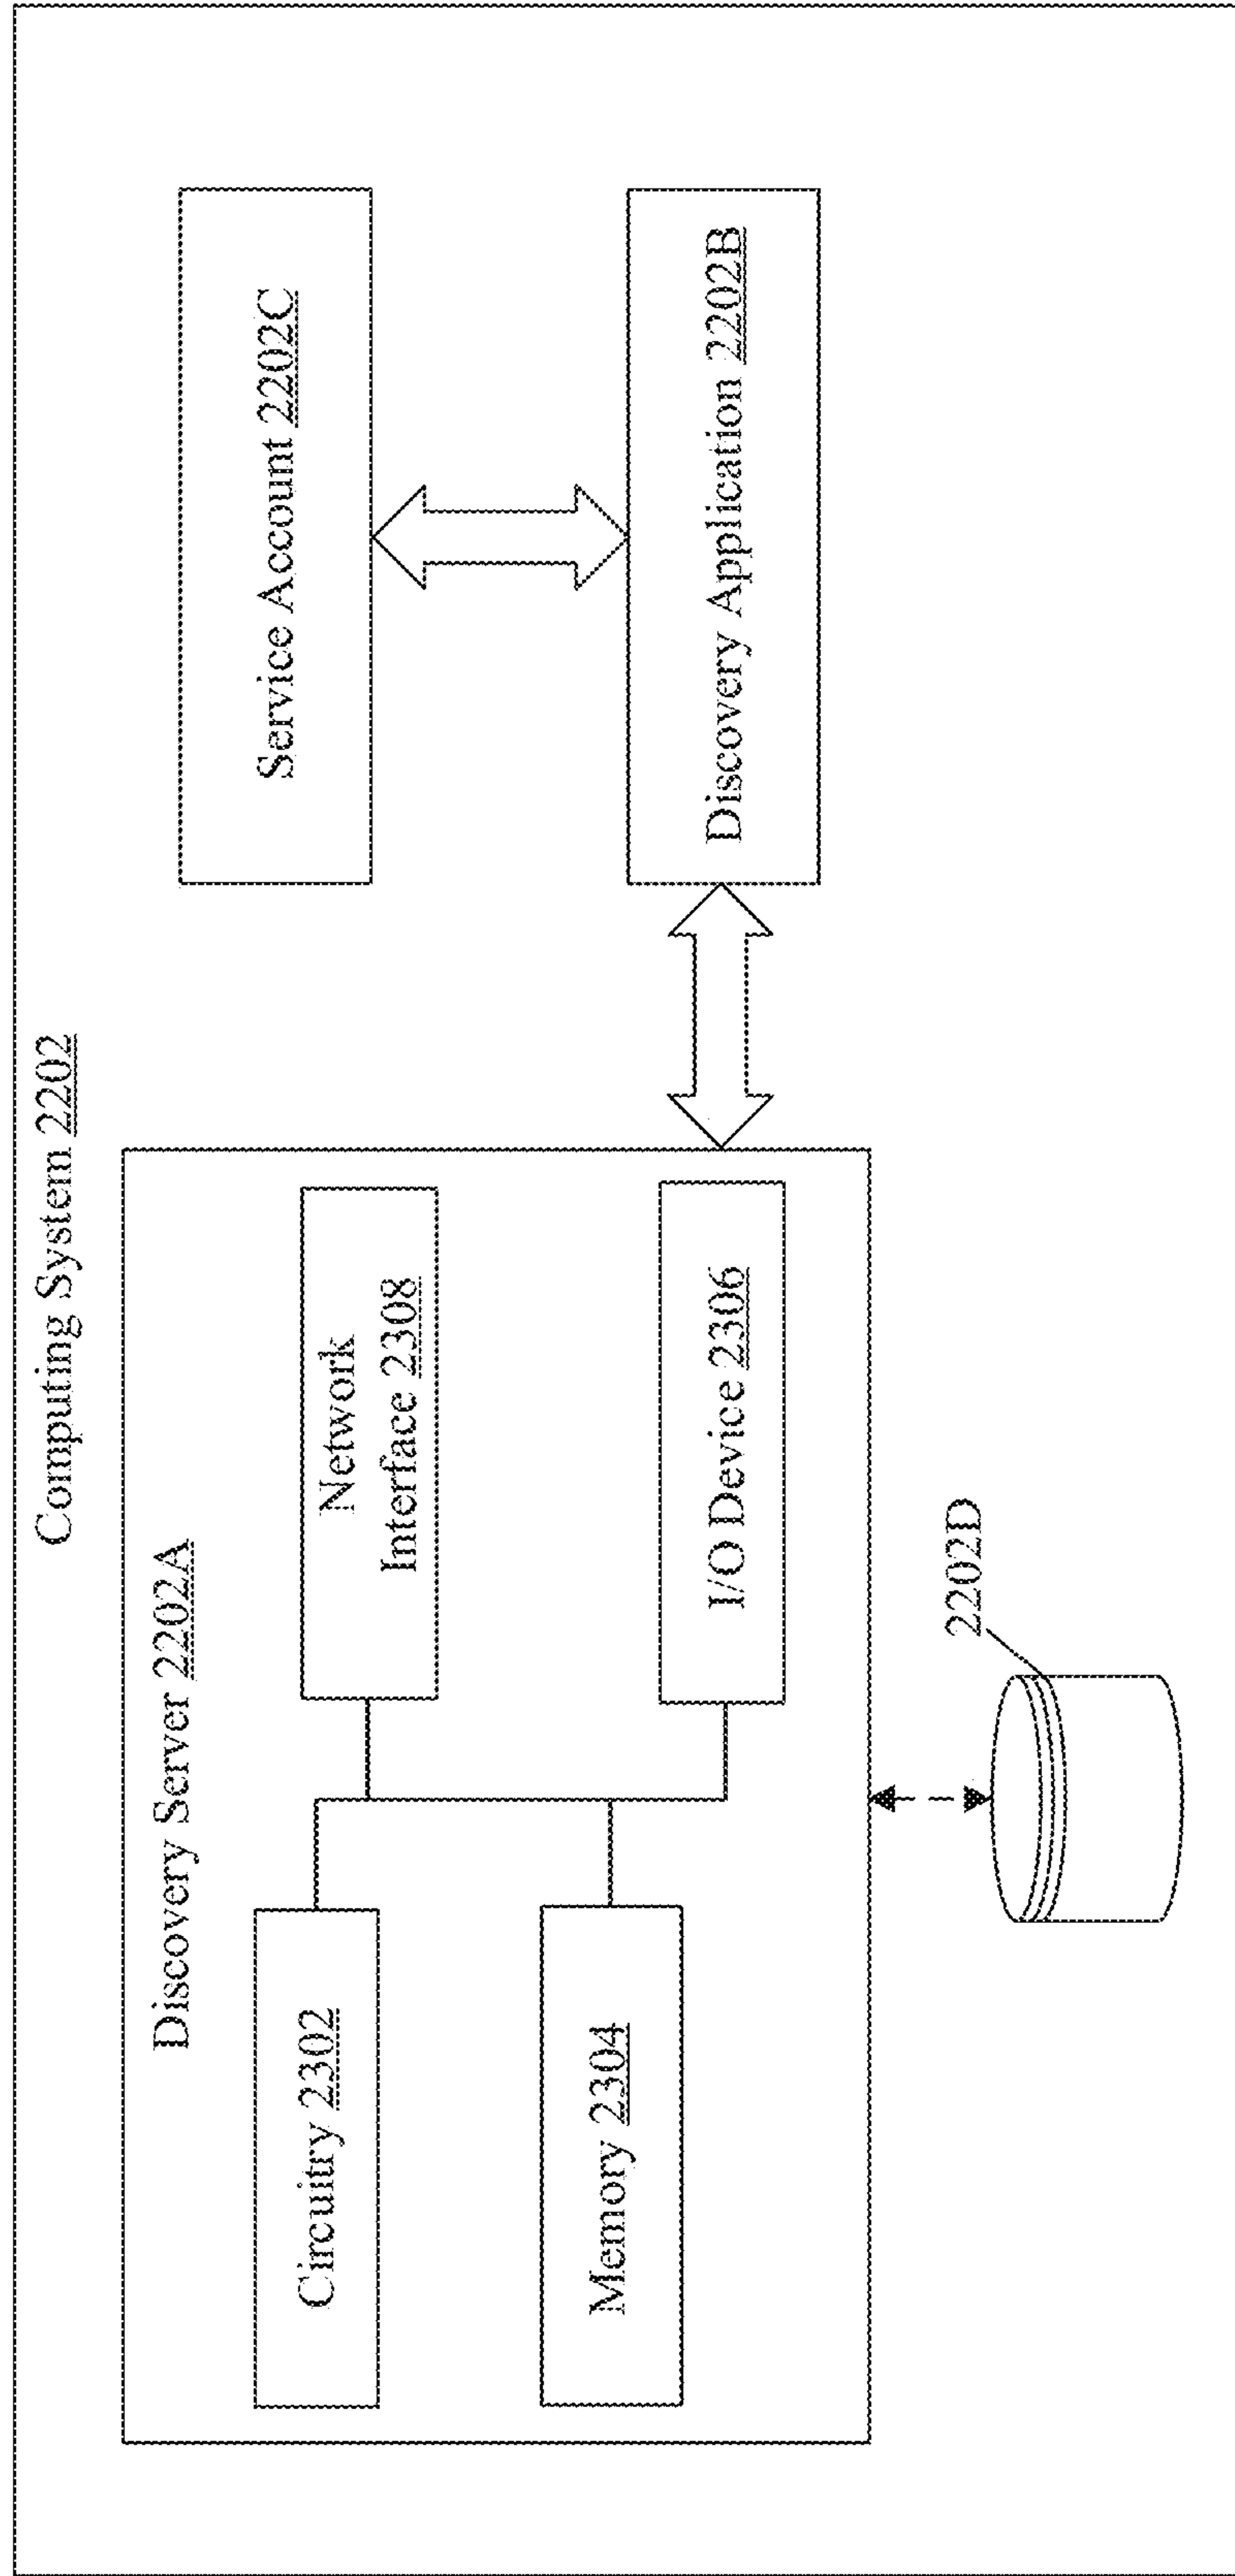 Computing System 2202
Discovery Server 2202A
Circuitry 2302
Network
Interface 2308
Memory 2304
I/O Device 2306
Service Account 2202C
Discovery Application 2202B
2202D